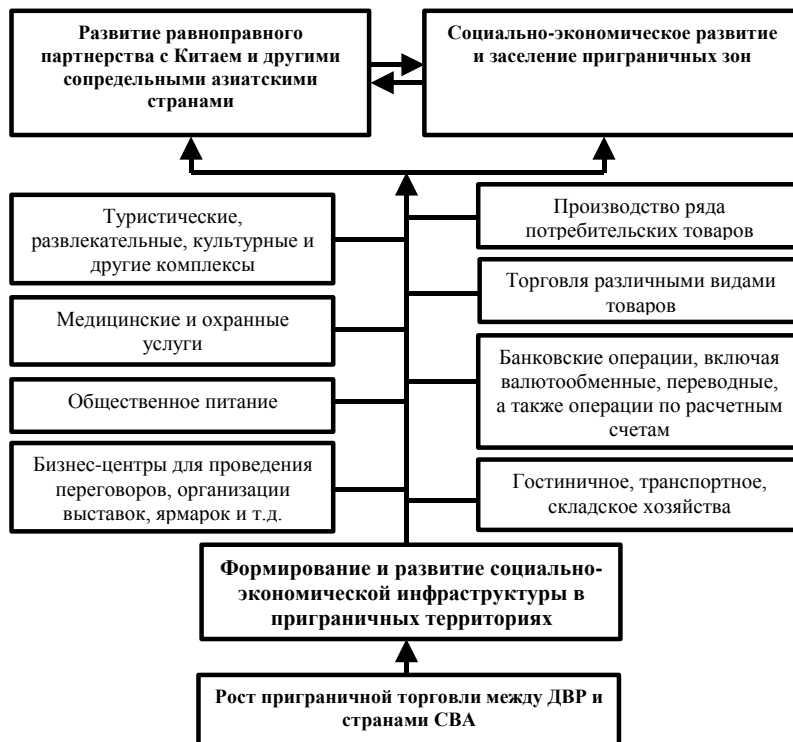 Развитие равноправного
партнерства с Китаем и другими
сопредельными азиатскими
странами
Социально-экономическое развитие
и заселение приграничных зон
Туристические,
развлекательные, культурные и
другие комплексы
Производство ряда
потребительских товаров
Медицинские и охранные
услуги
Торговля различными видами
товаров
Общественное питание
Банковские операции, включая
валютообменные, переводные,
а также операции по расчетным
счетам
Бизнес-центры для проведения
переговоров, организации
выставок, ярмарок и т.д.
Гостиничное, транспортное,
складское хозяйства
Формирование и развитие социально-
экономической инфраструктуры в
приграничных территориях
Рост приграничной торговли между ДВР и
странами СВА